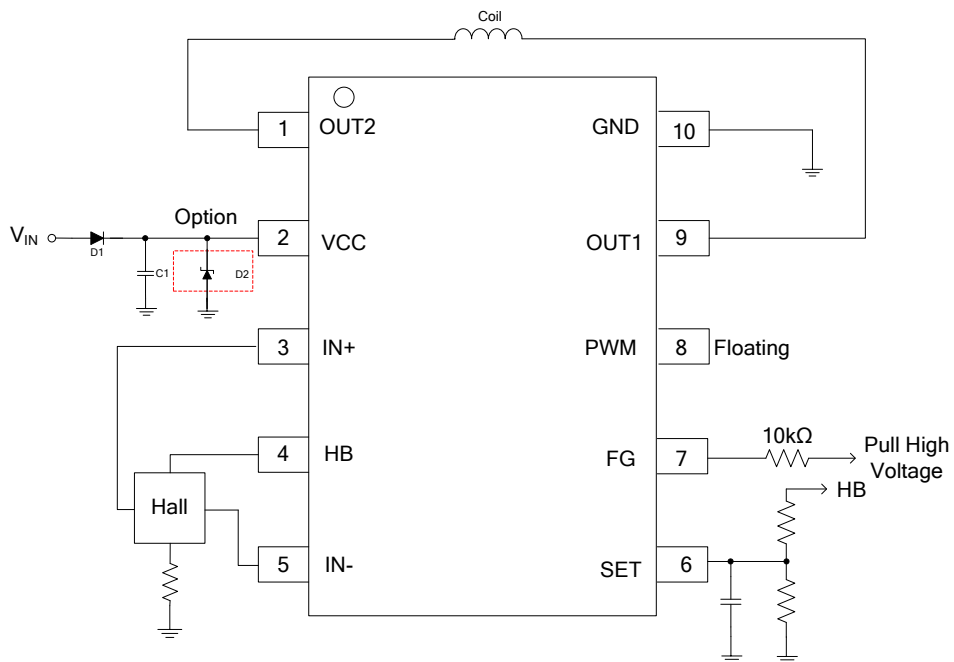 Coil
1
OUT2
GND
10
Option
VIN
D1
C1
D2
2
VCC
OUT1
9
3
IN+
PWM
8
Floating
4
HB
FG
7
10kΩ
Pull High
Voltage
HB
Hall
5
IN-
SET
6